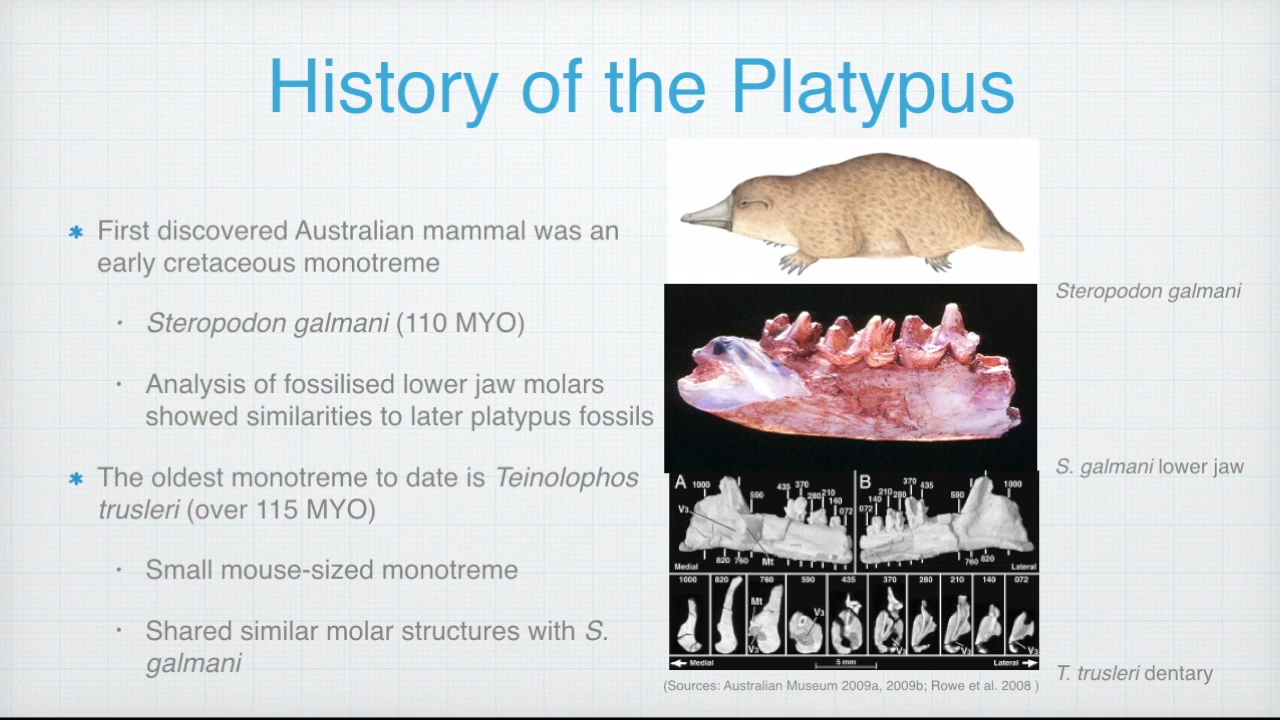 History of the Platypus
First discovered Australian mammal was an
early cretaceous monotreme
Steropodon galmani (110 MYO)
Analysis of fossilised lower jaw molars
showed similarities to later platypus fossils
The oldest monotreme to date is Teinolophos
trusleri (over 115 MYO)
Small mouse-sized monotreme
Shared similar molar structures with S.
galmani
Steropodon galmani
S. galmani lower jaw
A 1000 590 435 370 280 210 140 072
V₃
820 760 Mt
Medial
B 072 140 210 280 370 435 590 1000
760 820
Lateral
1000 820 760 590 435 370 280 210 140 072
Mt V₃
V₃ V₃ V₃ V₃
Medial 5 mm Lateral
T. trusleri dentary
(Sources: Australian Museum 2009a, 2009b; Rowe et al. 2008 )